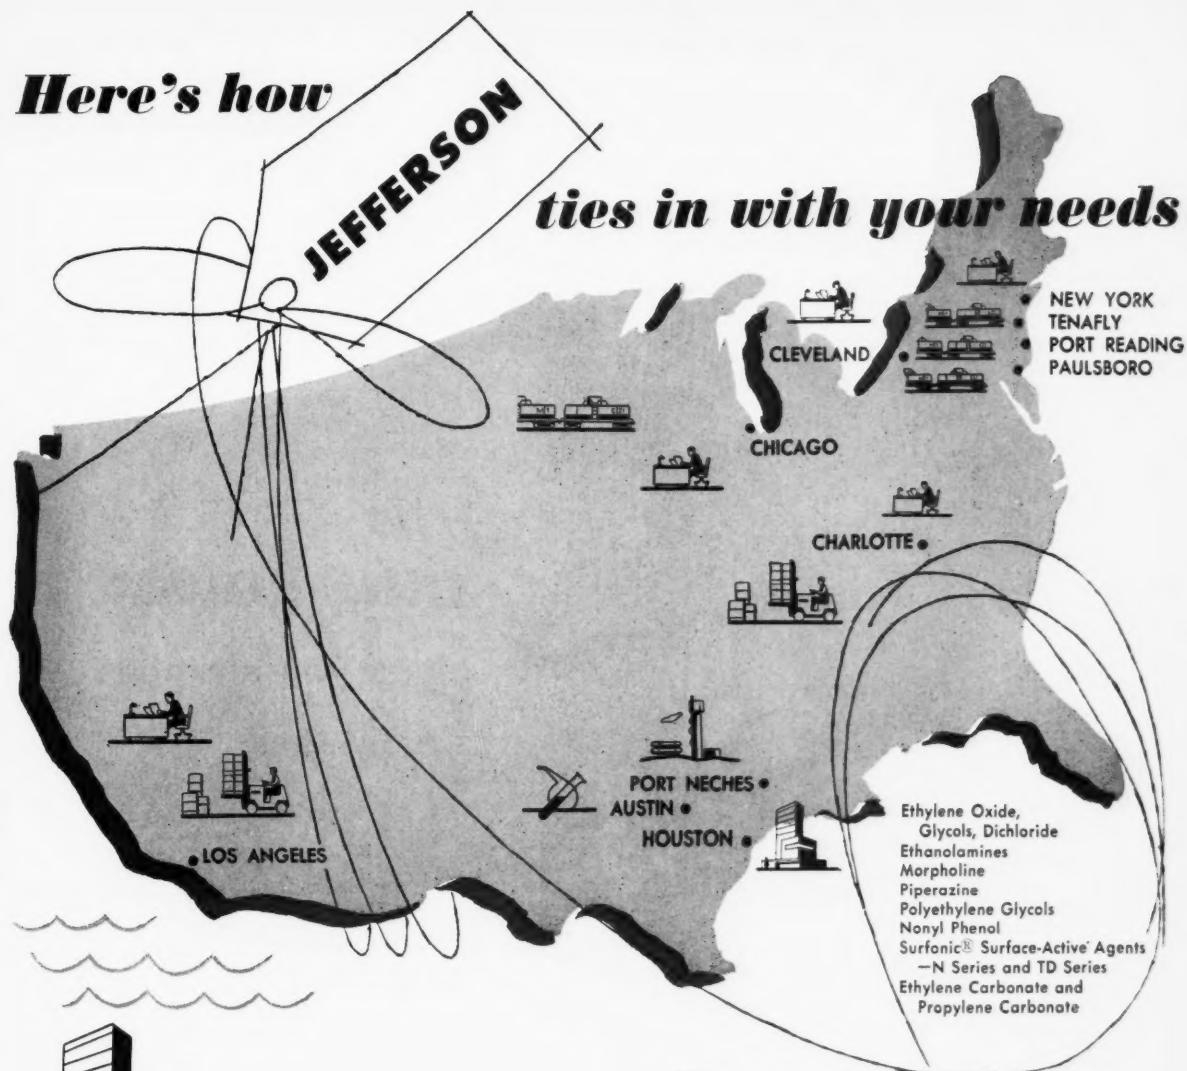 Here's how
JEFFERSON
ties in with your needs
NEW YORK
TENAFLY
PORT READING
PAULSBORO
CLEVELAND
CHICAGO
CHARLOTTE
PORT NECHES
AUSTIN
HOUSTON
LOS ANGELES
Ethylene Oxide,
Glycols, Dichloride
Ethanolamines
Morpholine
Piperazine
Polyethylene Glycols
Nonyl Phenol
Surfonic® Surface-Active Agents
—N Series and TD Series
Ethylene Carbonate and
Propylene Carbonate